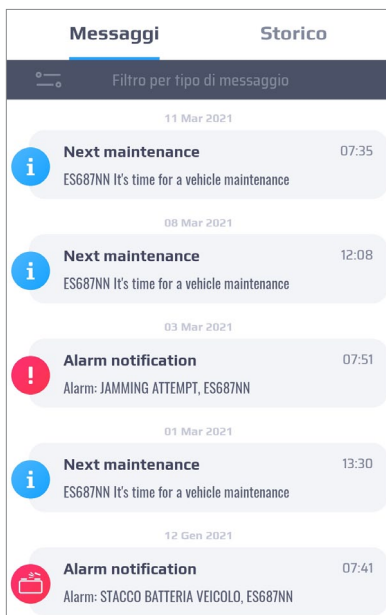 Messaggi Storico
Filtro per tipo di messaggio
11 Mar 2021
Next maintenance 07:35
ES687NN It's time for a vehicle maintenance
08 Mar 2021
Next maintenance 12:08
ES687NN It's time for a vehicle maintenance
03 Mar 2021
Alarm notification 07:51
Alarm: JAMMING ATTEMPT, ES687NN
01 Mar 2021
Next maintenance 13:30
ES687NN It's time for a vehicle maintenance
12 Gen 2021
Alarm notification 07:41
Alarm: STACCO BATTERIA VEICOLO, ES687NN